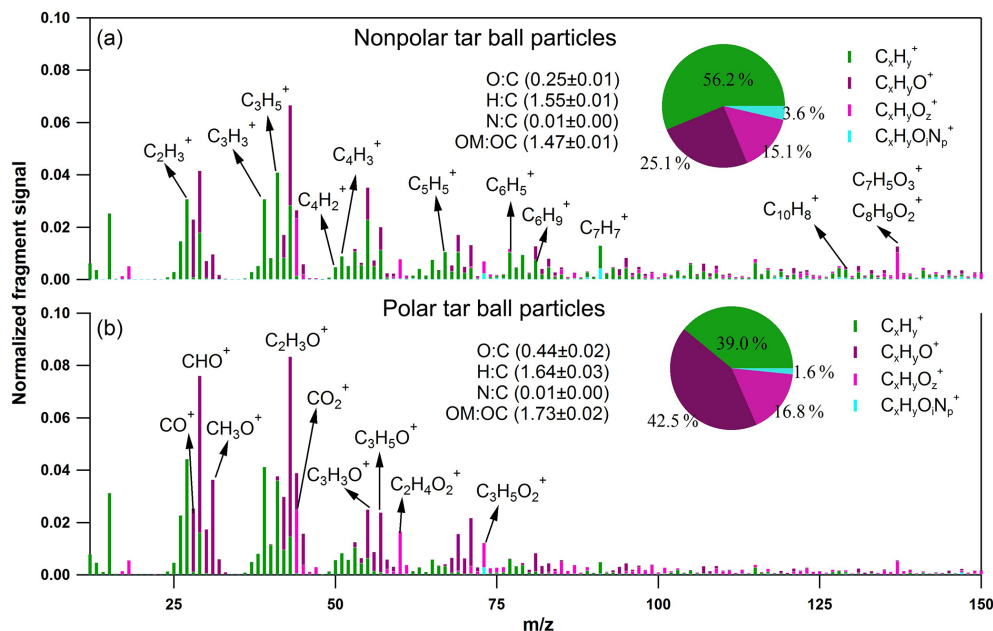 Normalized fragment signal
0.10
0.08
0.06
0.04
0.02
0.00
(a)
Nonpolar tar ball particles
O:C (0.25±0.01)
H:C (1.55±0.01)
N:C (0.01±0.00)
OM:OC (1.47±0.01)
56.2 %
3.6 %
15.1 %
25.1 %
CxHy+
CxHyO+
CxHyOz+
CxHyOiNp+
C2H3+
C3H3+
C3H5+
C4H2+
C4H3+
C5H5+
C6H5+
C6H9+
C7H7+
C10H8+
C7H5O3+
C8H9O2+
0.10
0.08
0.06
0.04
0.02
0.00
(b)
Polar tar ball particles
O:C (0.44±0.02)
H:C (1.64±0.03)
N:C (0.01±0.00)
OM:OC (1.73±0.02)
39.0 %
1.6 %
16.8 %
42.5 %
CxHy+
CxHyO+
CxHyOz+
CxHyOiNp+
CO+
CHO+
CH3O+
C2H3O+
CO2+
C3H3O+
C3H5O+
C2H4O2+
C3H5O2+
25
50
75
100
125
150
m/z